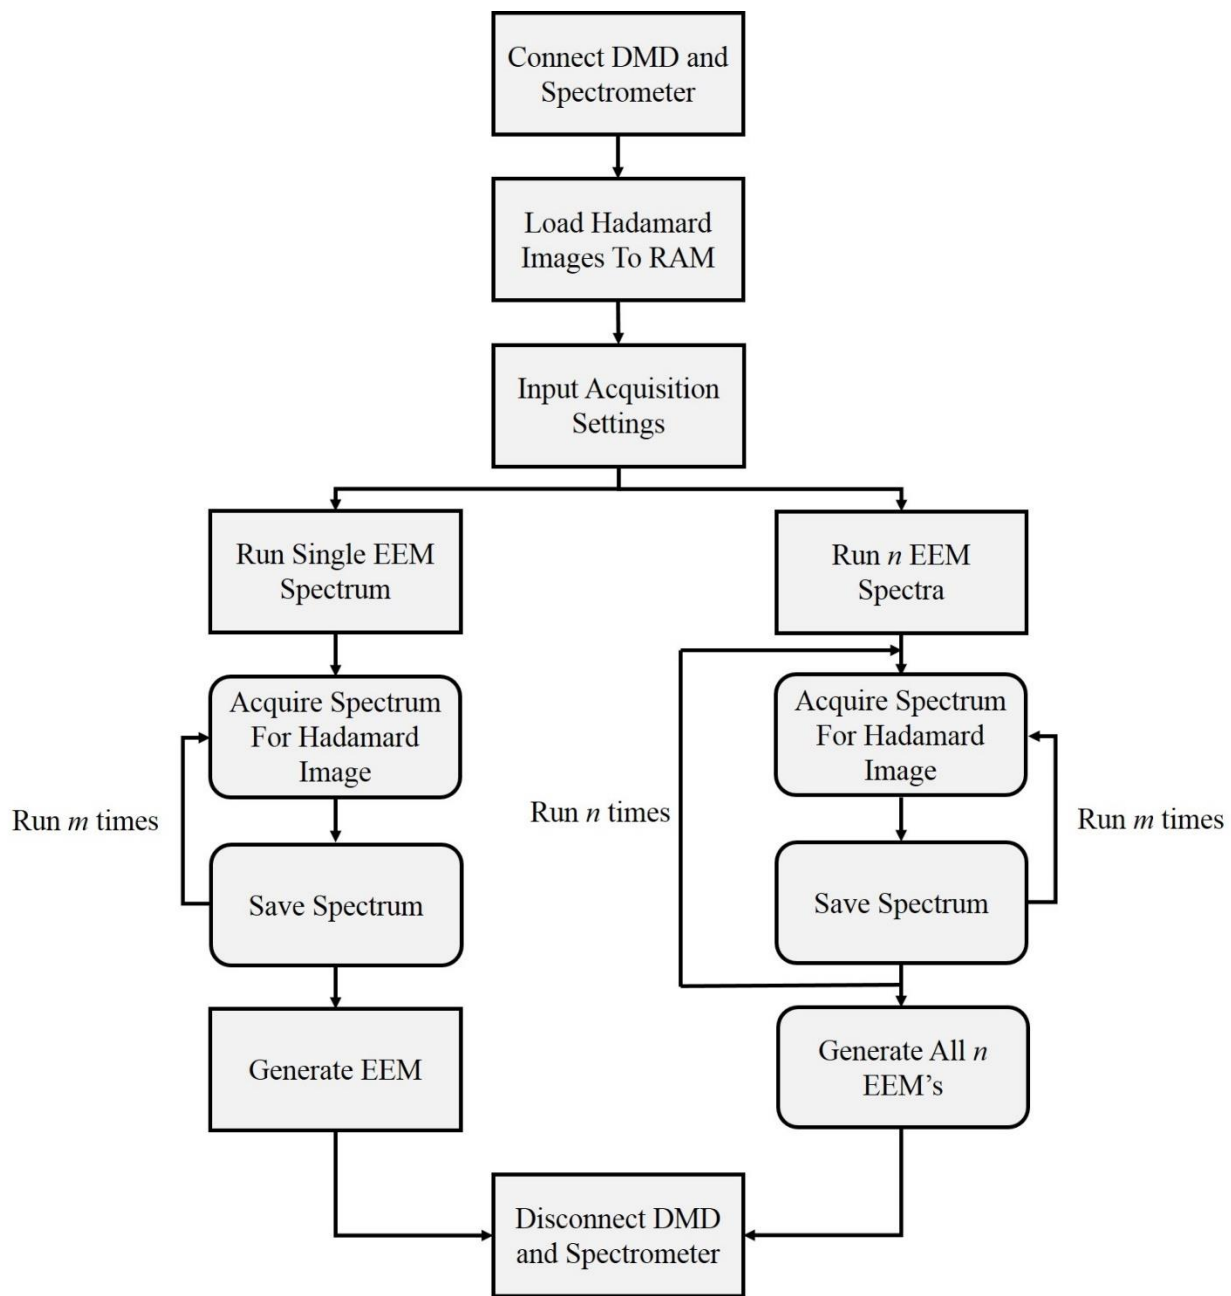 Connect DMD and
Spectrometer
Load Hadamard
Images To RAM
Input Acquisition
Settings
Run Single EEM
Spectrum
Acquire Spectrum
For Hadamard
Image
Run m times
Save Spectrum
Generate EEM
Run n EEM
Spectra
Acquire Spectrum
For Hadamard
Image
Run n times
Run m times
Save Spectrum
Generate All n
EEM’s
Disconnect DMD
and Spectrometer